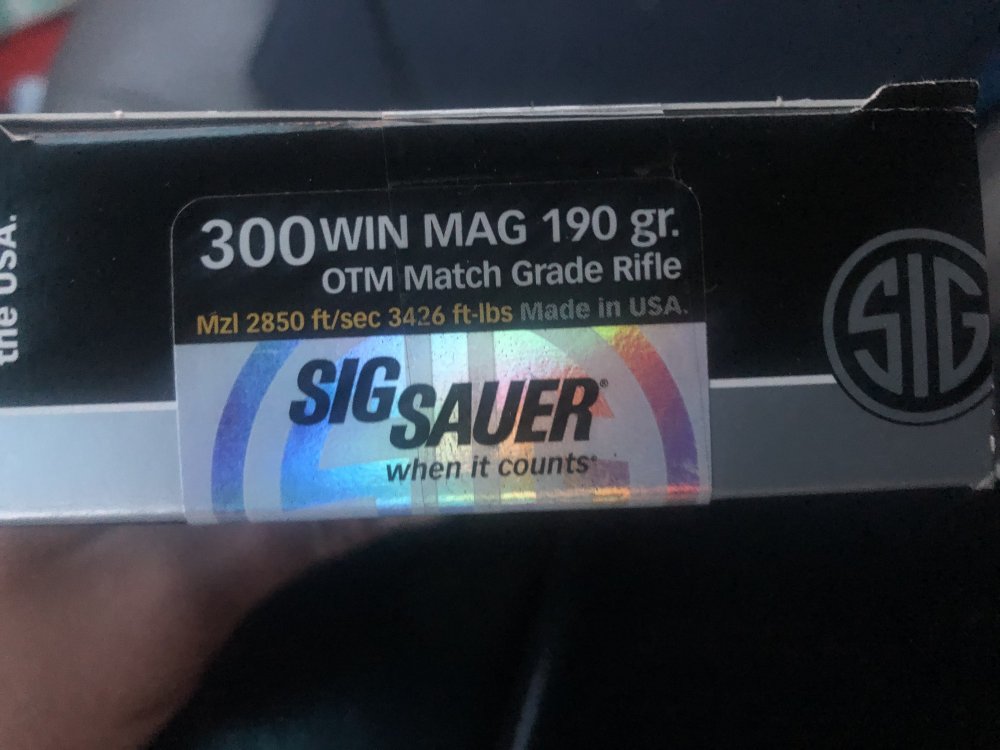 the USA.
300 WIN MAG 190 gr.
OTM Match Grade Rifle
Mzl 2850 ft/sec 3426 ft-lbs Made in USA.
SIG SAUER®
when it counts®
SIG